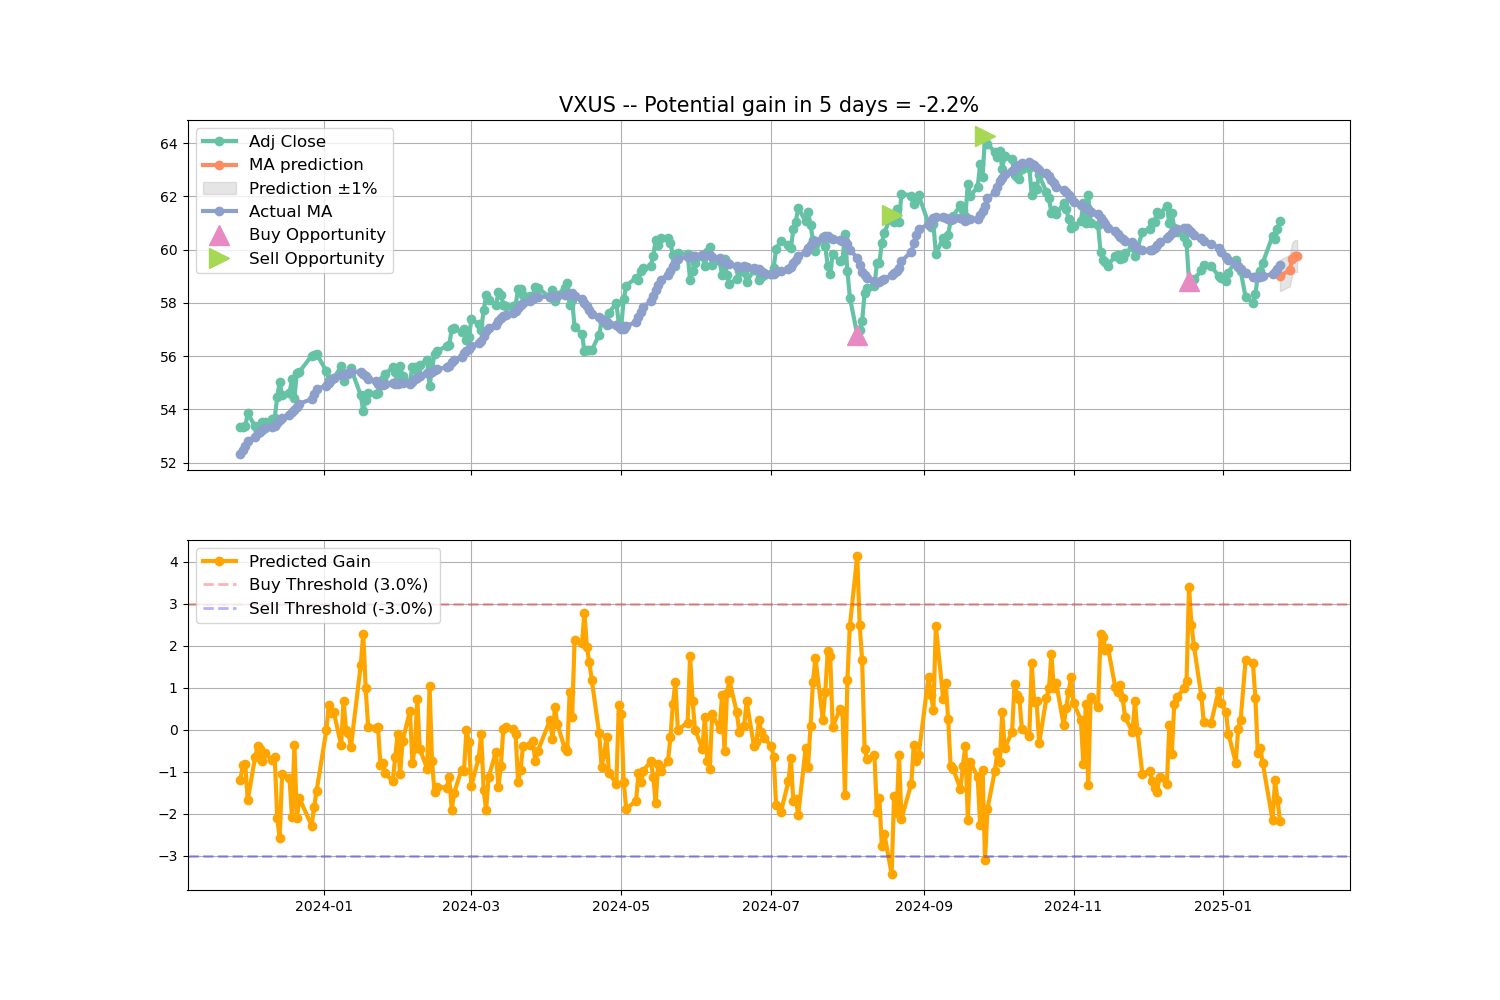 VXUS -- Potential gain in 5 days = -2.2%
64
62
60
58
56
54
52
Adj Close
MA prediction
Prediction ±1%
Actual MA
Buy Opportunity
Sell Opportunity
4
3
2
1
0
−1
−2
−3
Predicted Gain
Buy Threshold (3.0%)
Sell Threshold (-3.0%)
2024-01
2024-03
2024-05
2024-07
2024-09
2024-11
2025-01